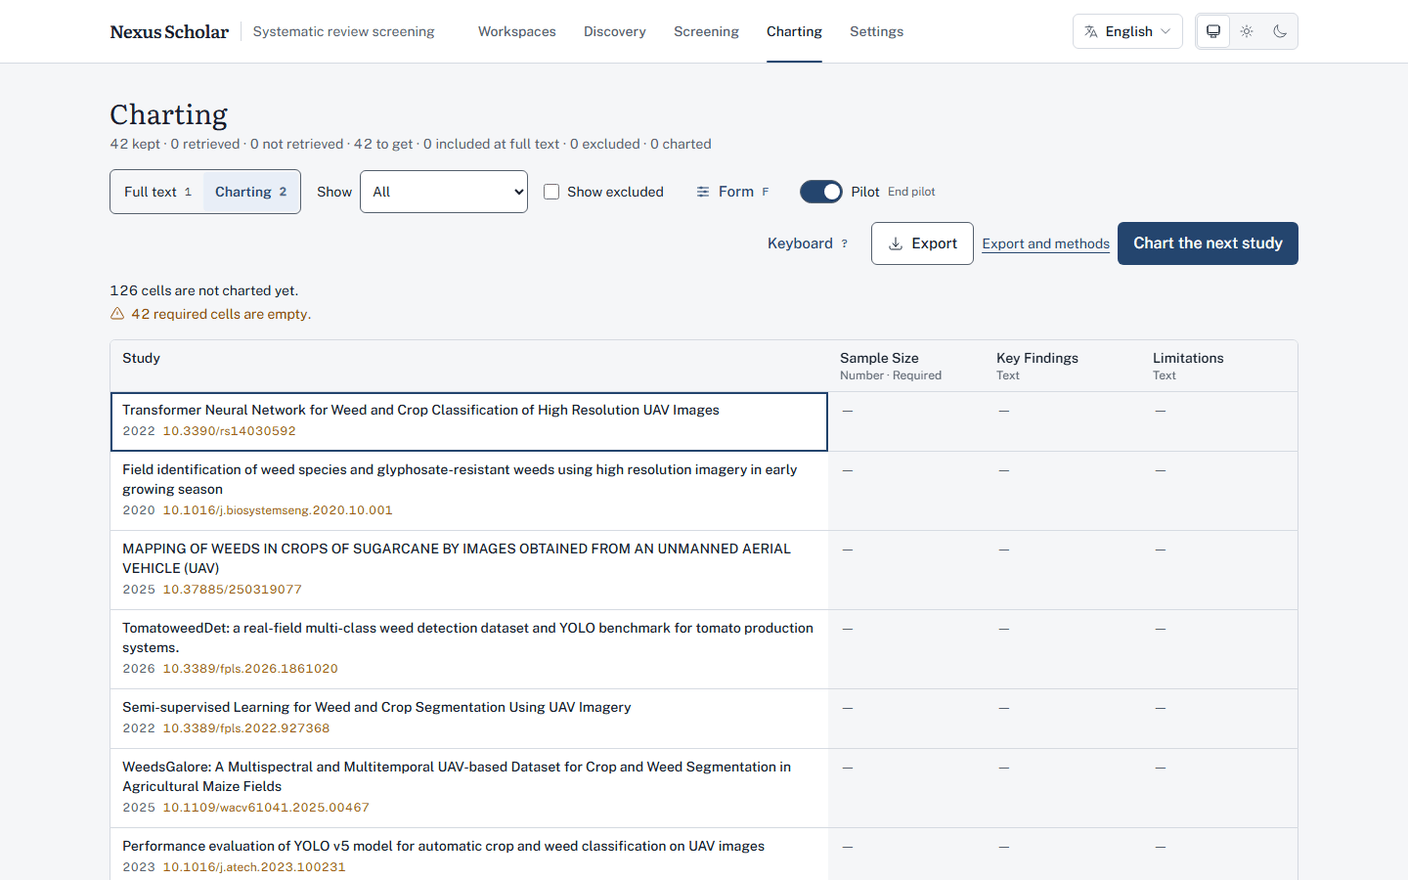 Nexus Scholar
Systematic review screening
Workspaces
Discovery
Screening
Charting
Settings
English
Charting
42 kept · 0 retrieved · 0 not retrieved · 42 to get · 0 included at full text · 0 excluded · 0 charted
Full text 1
Charting 2
Show
All
Show excluded
Form F
Pilot
End pilot
Keyboard ?
Export
Export and methods
Chart the next study
126 cells are not charted yet.
42 required cells are empty.
Study
Sample Size
Number · Required
Key Findings
Text
Limitations
Text
Transformer Neural Network for Weed and Crop Classification of High Resolution UAV Images
2022 10.3390/rs14030592
— — —
Field identification of weed species and glyphosate-resistant weeds using high resolution imagery in early
growing season
2020 10.1016/j.biosystemseng.2020.10.001
— — —
MAPPING OF WEEDS IN CROPS OF SUGARCANE BY IMAGES OBTAINED FROM AN UNMANNED AERIAL
VEHICLE (UAV)
2025 10.37885/250319077
— — —
TomatoweedDet: a real-field multi-class weed detection dataset and YOLO benchmark for tomato production
systems.
2026 10.3389/fpls.2026.1861020
— — —
Semi-supervised Learning for Weed and Crop Segmentation Using UAV Imagery
2022 10.3389/fpls.2022.927368
— — —
WeedsGalore: A Multispectral and Multitemporal UAV-based Dataset for Crop and Weed Segmentation in
Agricultural Maize Fields
2025 10.1109/wacv61041.2025.00467
— — —
Performance evaluation of YOLO v5 model for automatic crop and weed classification on UAV images
2023 10.1016/j.atech.2023.100231
— — —